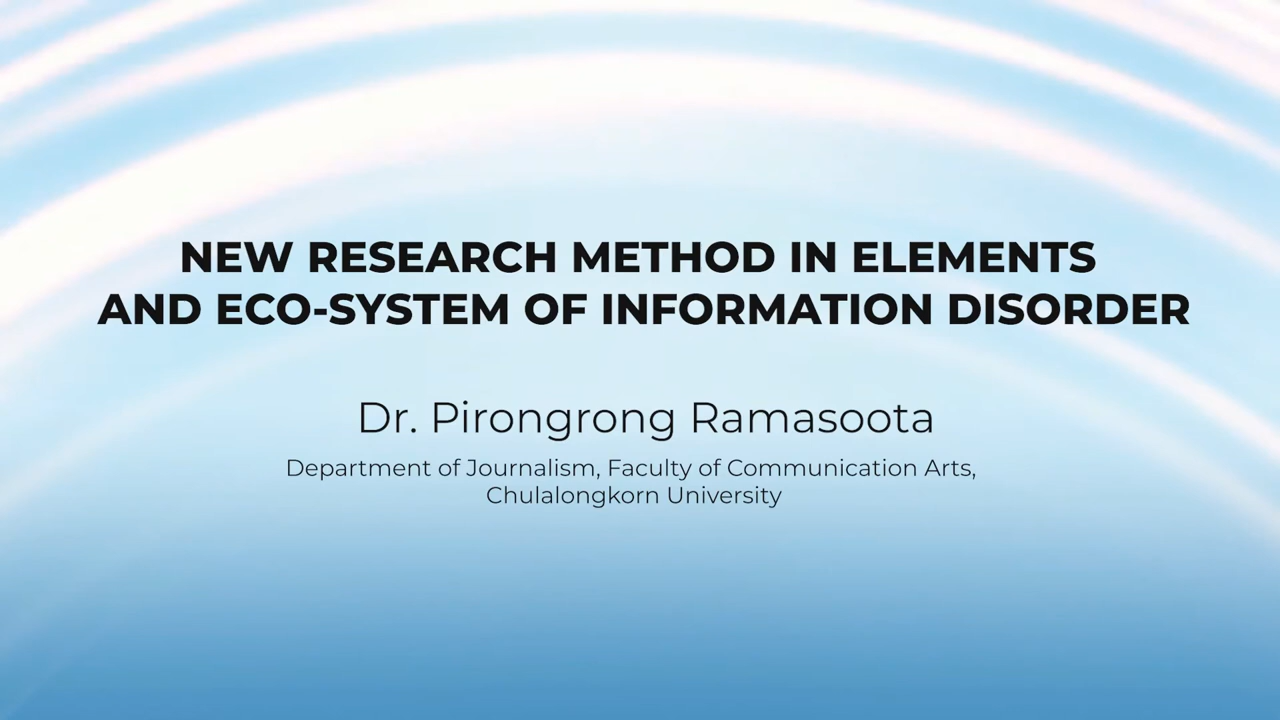 NEW RESEARCH METHOD IN ELEMENTS
AND ECO-SYSTEM OF INFORMATION DISORDER
Dr. Pirongrong Ramasoota
Department of Journalism, Faculty of Communication Arts,
Chulalongkorn University